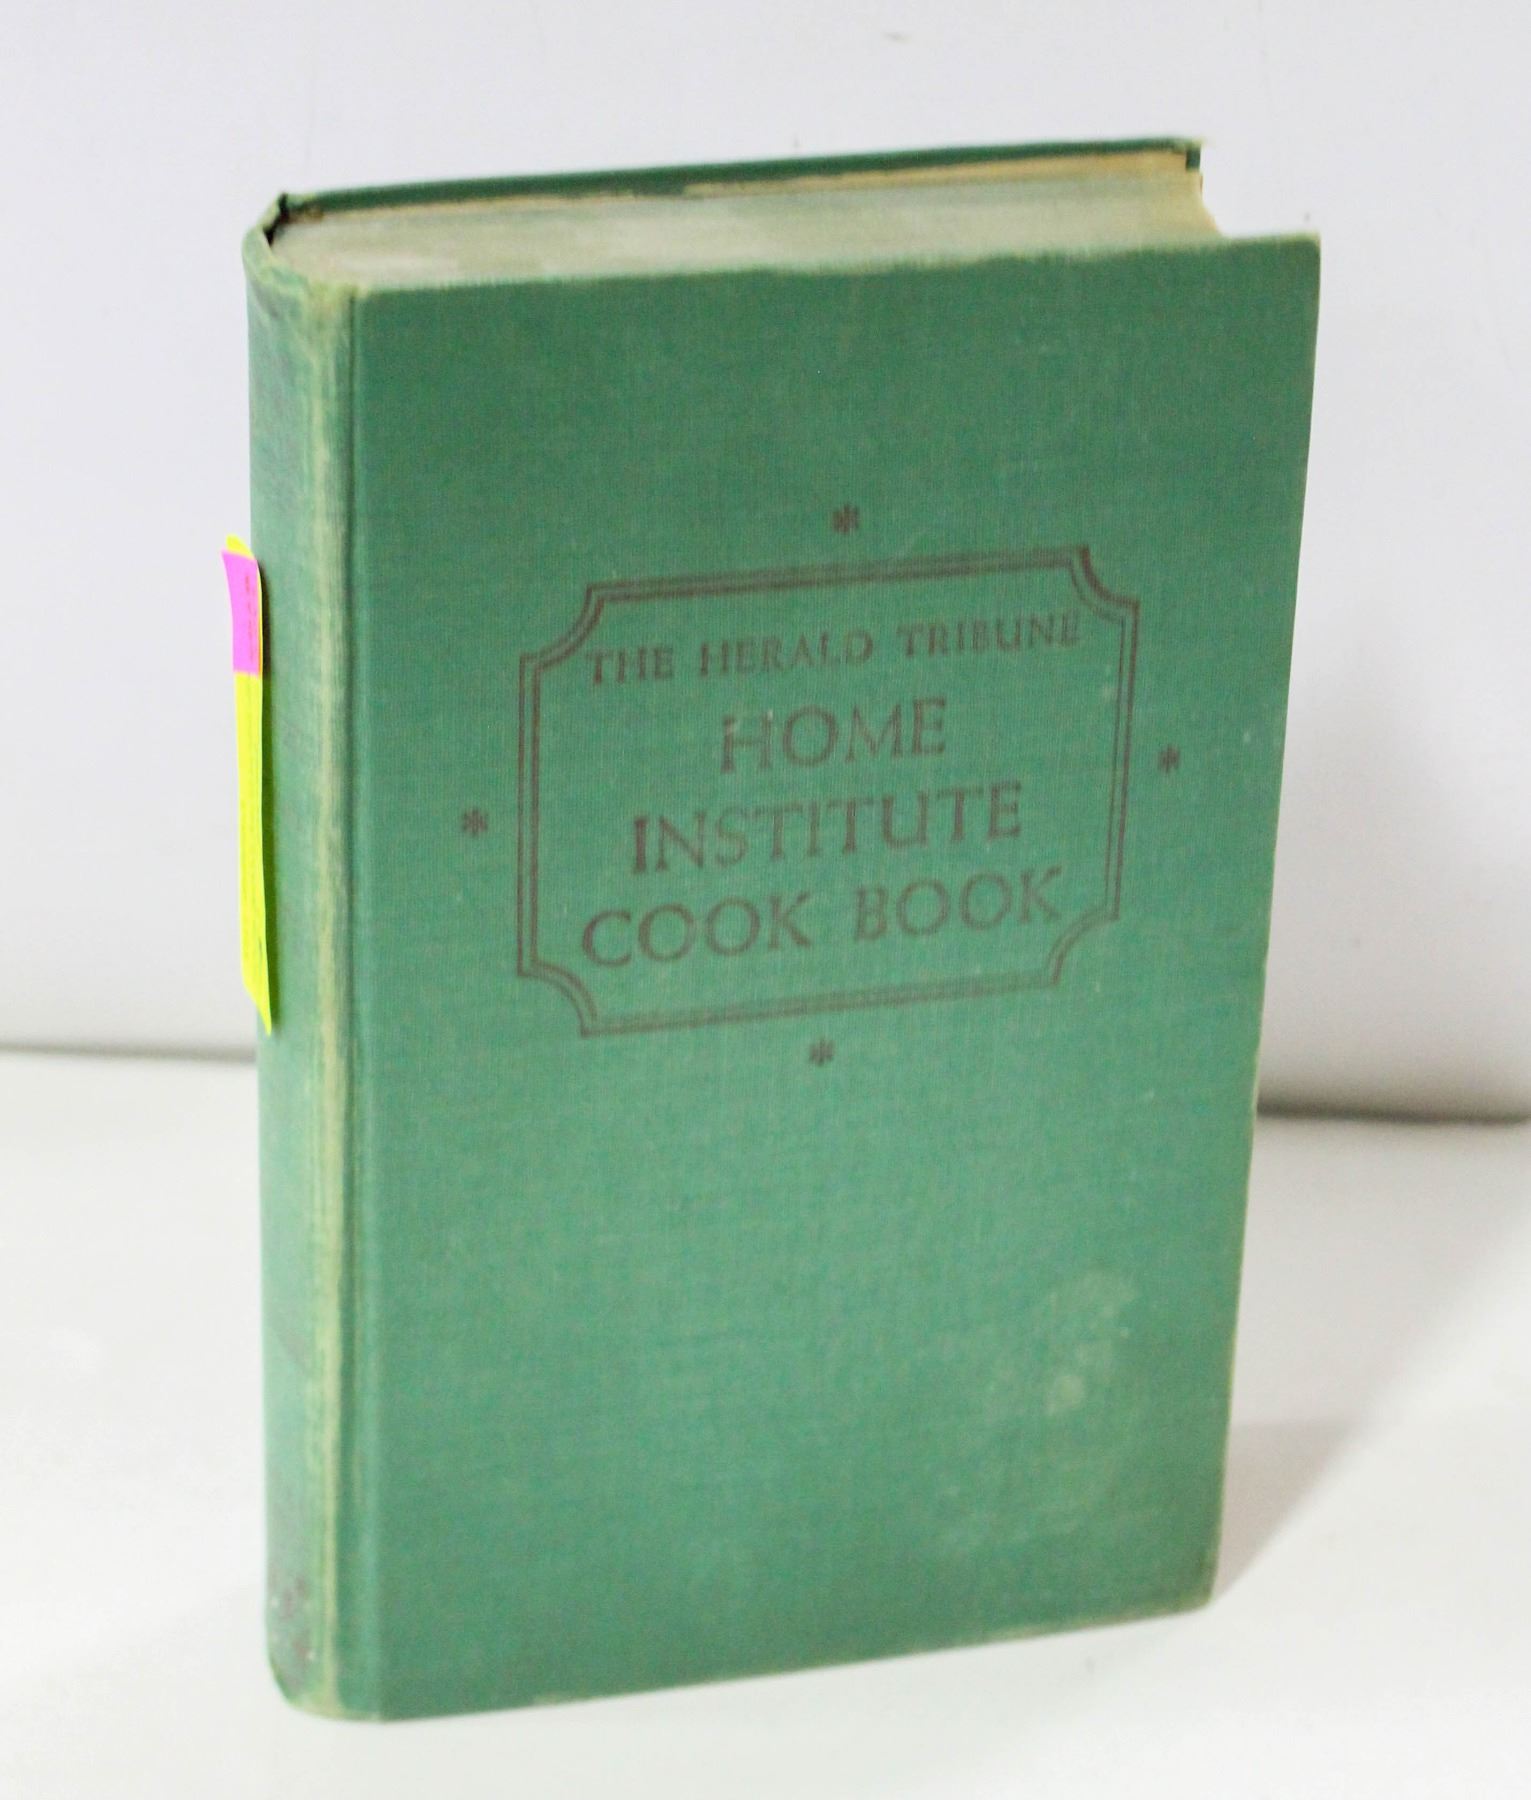 THE HERALD TRIBUNE
HOME
INSTITUTE
COOK BOOK